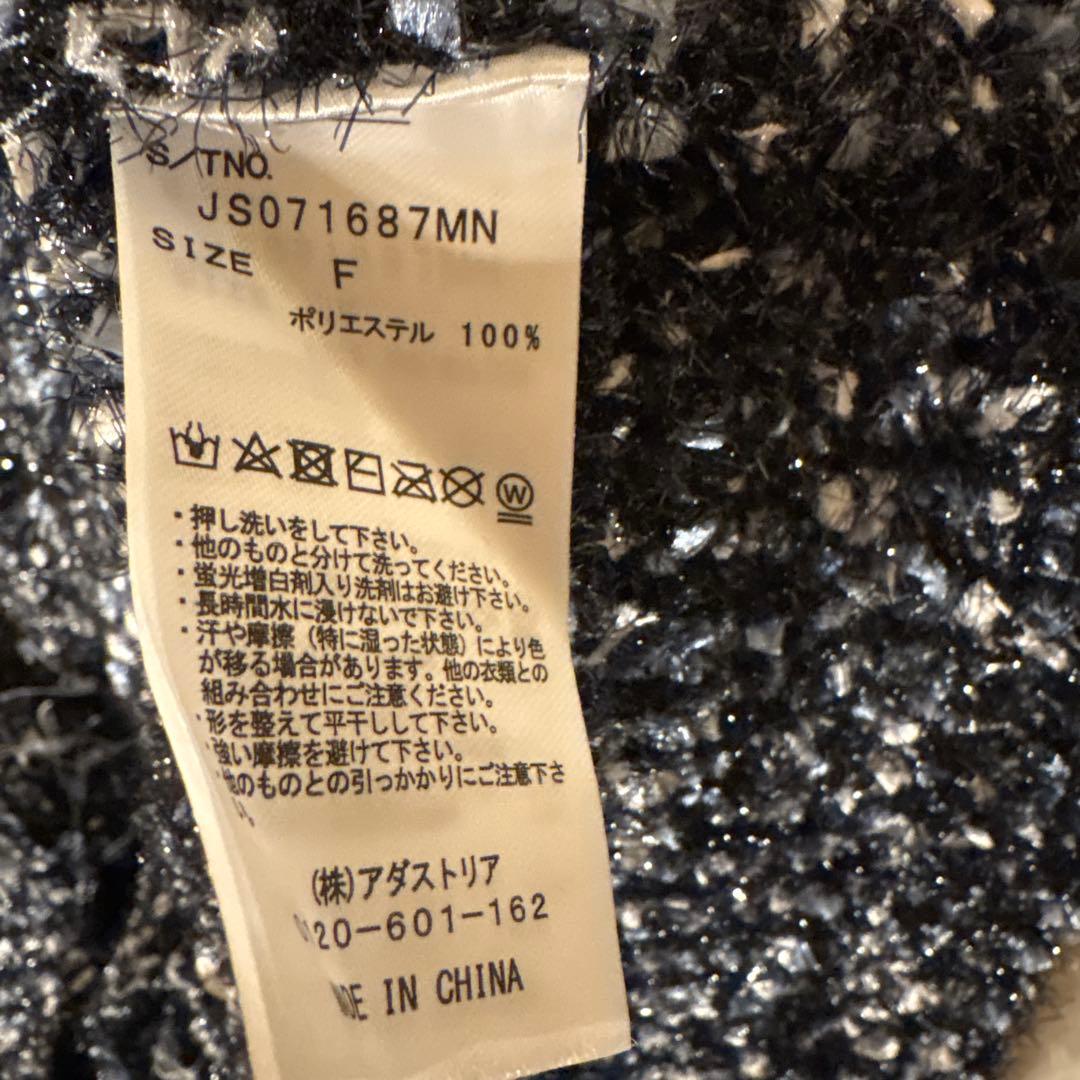 S/TNO.
JS071687MN
SIZE F
ポリエステル 100%
W
・押し洗いをして下さい。
・他のものと分けて洗ってください。
・蛍光増白剤入り洗剤はお避け下さい。
・長時間水に浸けないで下さい。
・汗や摩擦(特に湿った状態)により色
が移る場合があります。他の衣類との
組み合わせにご注意ください。
・形を整えて平干しして下さい。
・強い摩擦を避けて下さい。
・他のものとの引っかかりにご注意下さ
い。
(株)アダストリア
0120-601-162
MADE IN CHINA